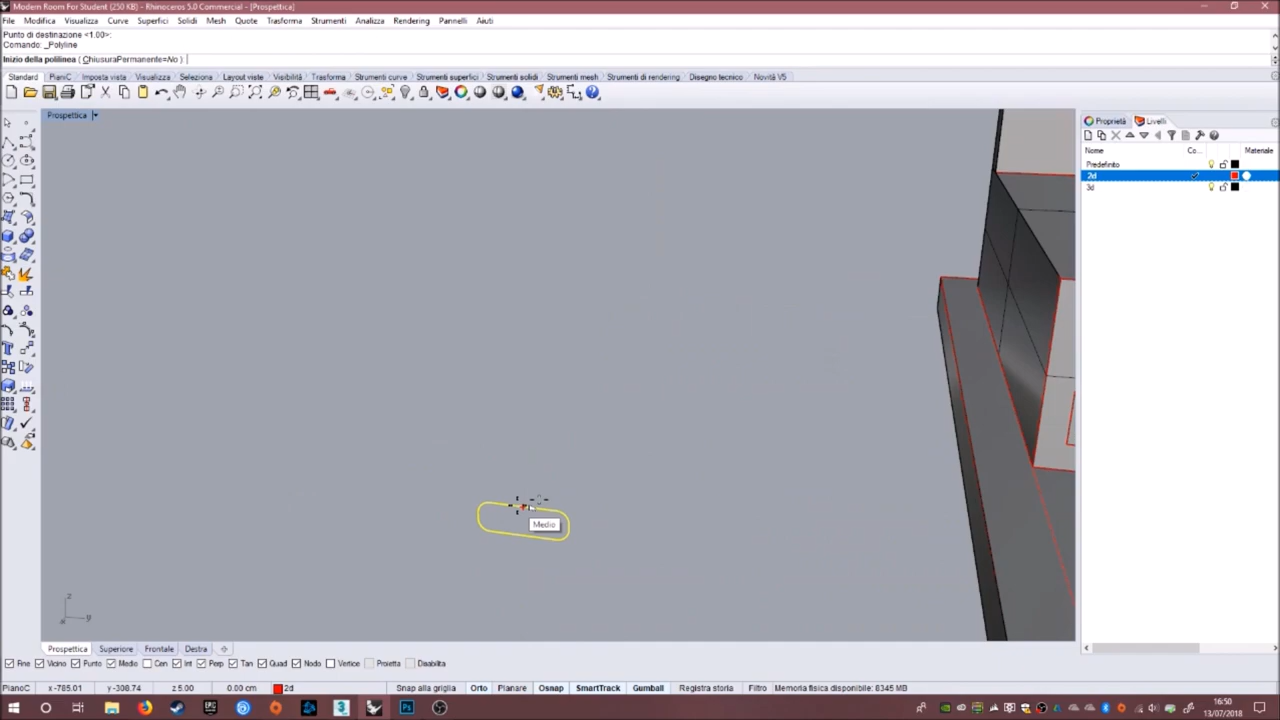 Modern Room For Student (250 KB) - Rhinoceros 5.0 Commercial - [Prospettica]
File Modifica Visualizza Curve Superfici Solidi Mesh Quote Trasforma Strumenti Analizza Rendering Pannelli Aiuti
Punto di destinazione <1.00>:
Comando: _Polyline
Inizio della polilinea ( ChiusuraPermanente=No )
Standard PianiC Imposta vista Visualizza Selezione Layout viste Visibilità Trasforma Strumenti curve Strumenti superfici Strumenti solidi Strumenti mesh Strumenti di rendering Disegno tecnico Novità V5
Prospettica
Proprietà Livelli
Nome Co... Materiale
Predefinto
2d
3d
Medio
z
y
x
Prospettica Superiore Frontale Destra
Fine Vicino Punto Medio Cen Int Perp Tan Quad Nodo Vertice Proietta Disabilita
PianoC x -785.01 y -308.74 z 5.00 0.00 cm 2d Snap alla griglia Orto Planare Osnap SmartTrack Gumball Registra storia Filtro Memoria fisica disponibile: 8345 MB
16:50
13/07/2018